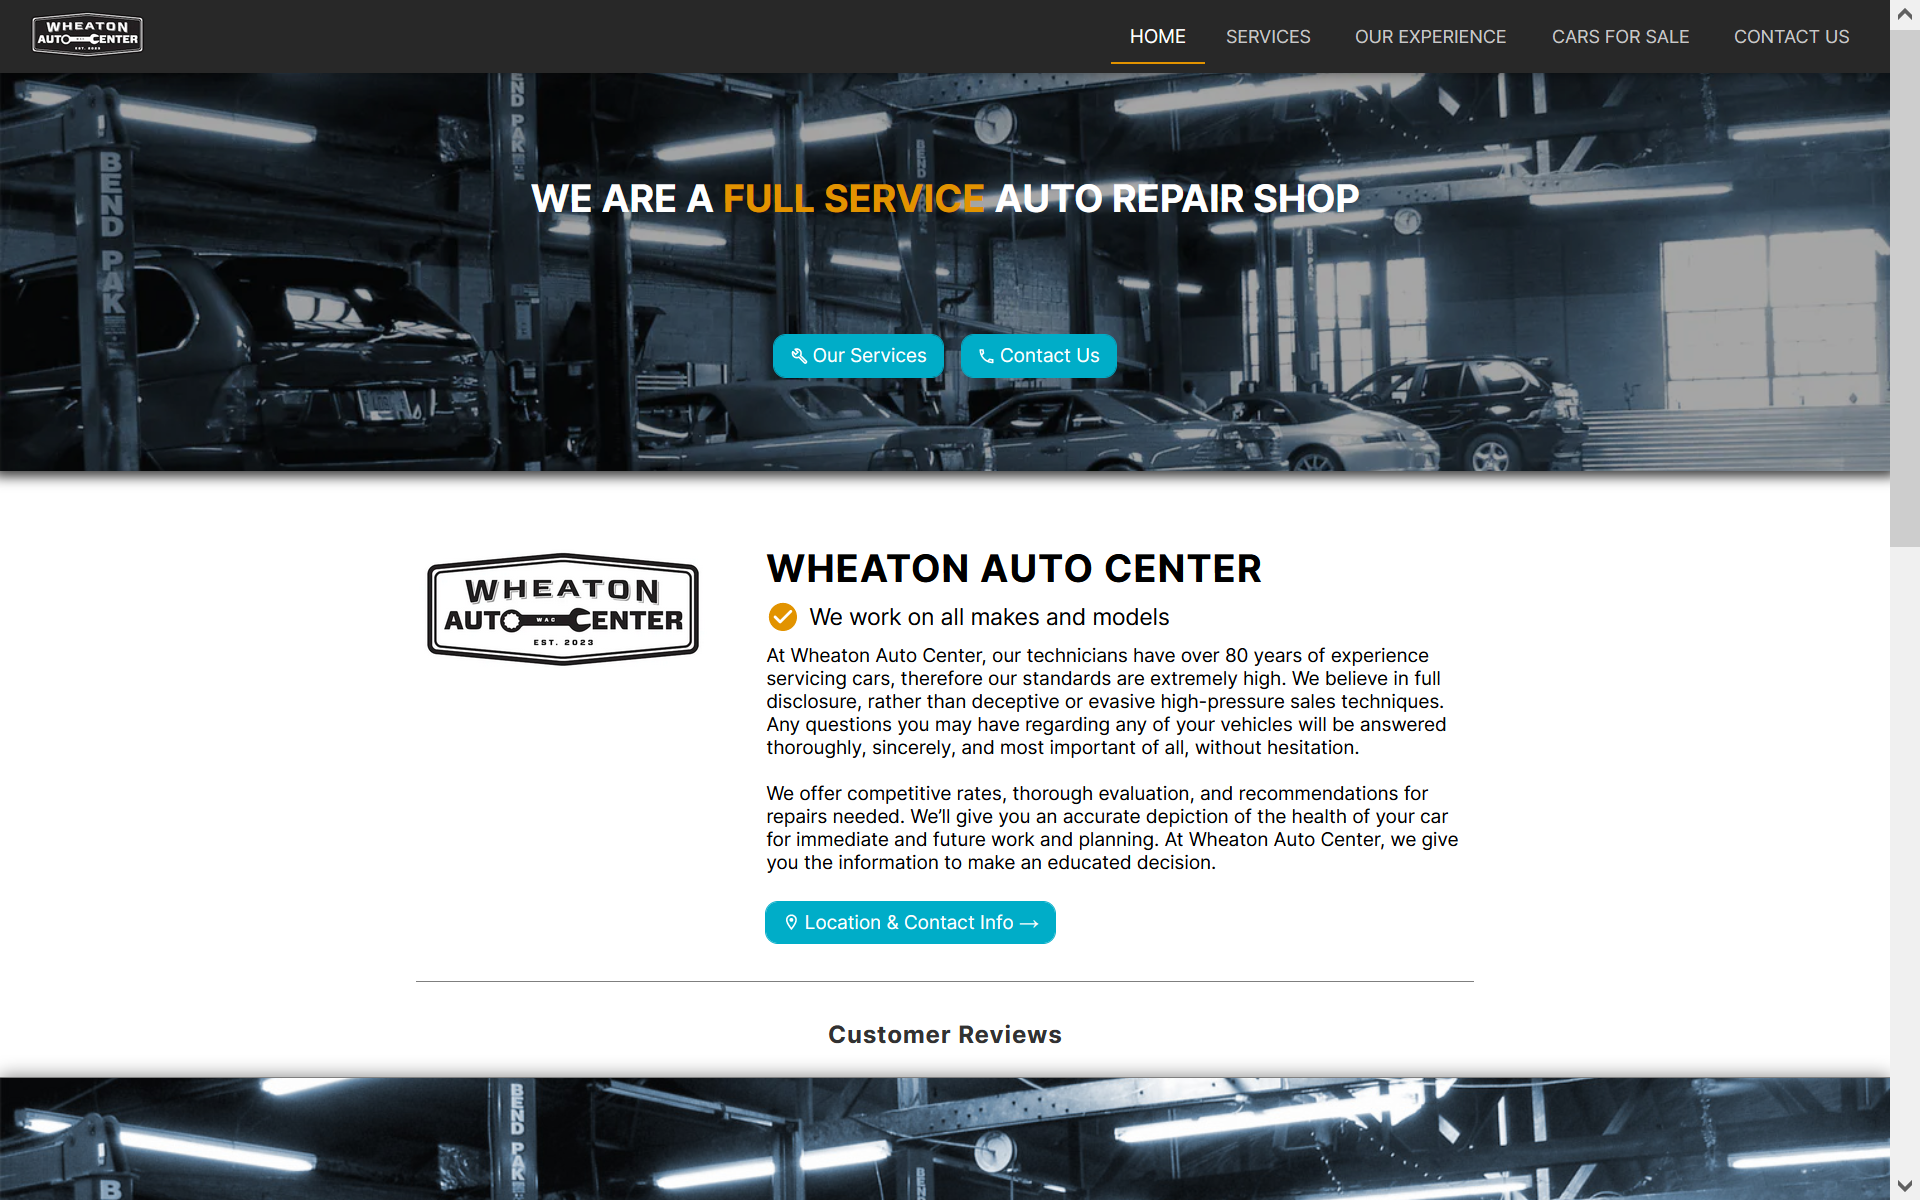 WHEATON
AUTO CENTER
EST. 2023
HOME
SERVICES
OUR EXPERIENCE
CARS FOR SALE
CONTACT US
BEND PAK
BEND PAK
BEND
WE ARE A FULL SERVICE AUTO REPAIR SHOP
Our Services
Contact Us
WHEATON
AUTO CENTER
WAC
EST. 2023
WHEATON AUTO CENTER
We work on all makes and models
At Wheaton Auto Center, our technicians have over 80 years of experience
servicing cars, therefore our standards are extremely high. We believe in full
disclosure, rather than deceptive or evasive high-pressure sales techniques.
Any questions you may have regarding any of your vehicles will be answered
thoroughly, sincerely, and most important of all, without hesitation.
We offer competitive rates, thorough evaluation, and recommendations for
repairs needed. We’ll give you an accurate depiction of the health of your car
for immediate and future work and planning. At Wheaton Auto Center, we give
you the information to make an educated decision.
Location & Contact Info →
Customer Reviews
BEND PAK
BEND
B